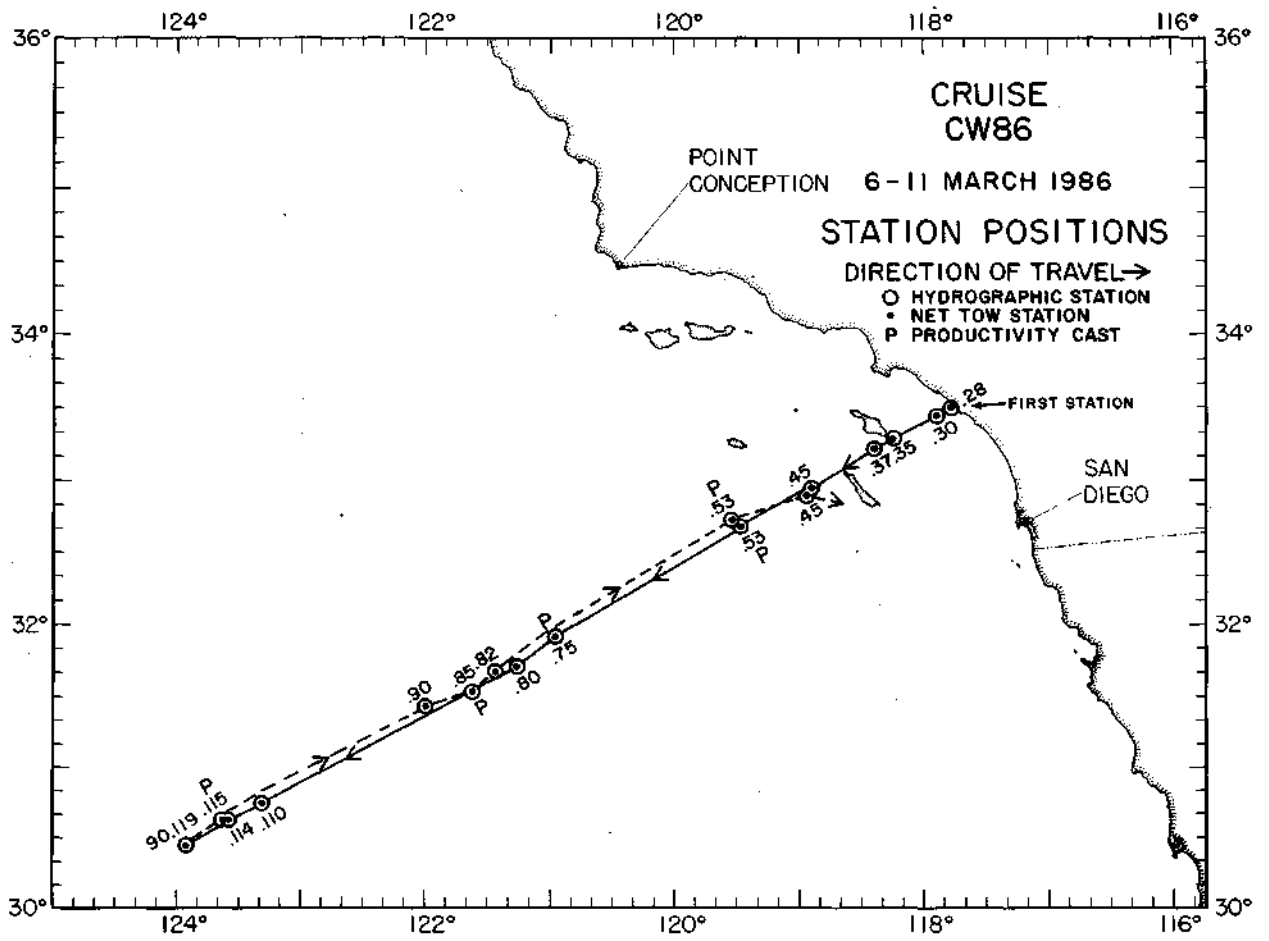 124° 122° 120° 118° 116°
36° 36°
CRUISE
CW86
POINT
CONCEPTION
6-11 MARCH 1986
STATION POSITIONS
DIRECTION OF TRAVEL→
HYDROGRAPHIC STATION
NET TOW STATION
P PRODUCTIVITY CAST
34° 34°
.28
FIRST STATION
.30
.37 .35
SAN
DIEGO
.45
.45
P
.53
.53
P
32° 32°
P
.75
.85 .82
.80
.90
P
P
90.119 .115
.114 .110
30° 30°
124° 122° 120° 118° 116°